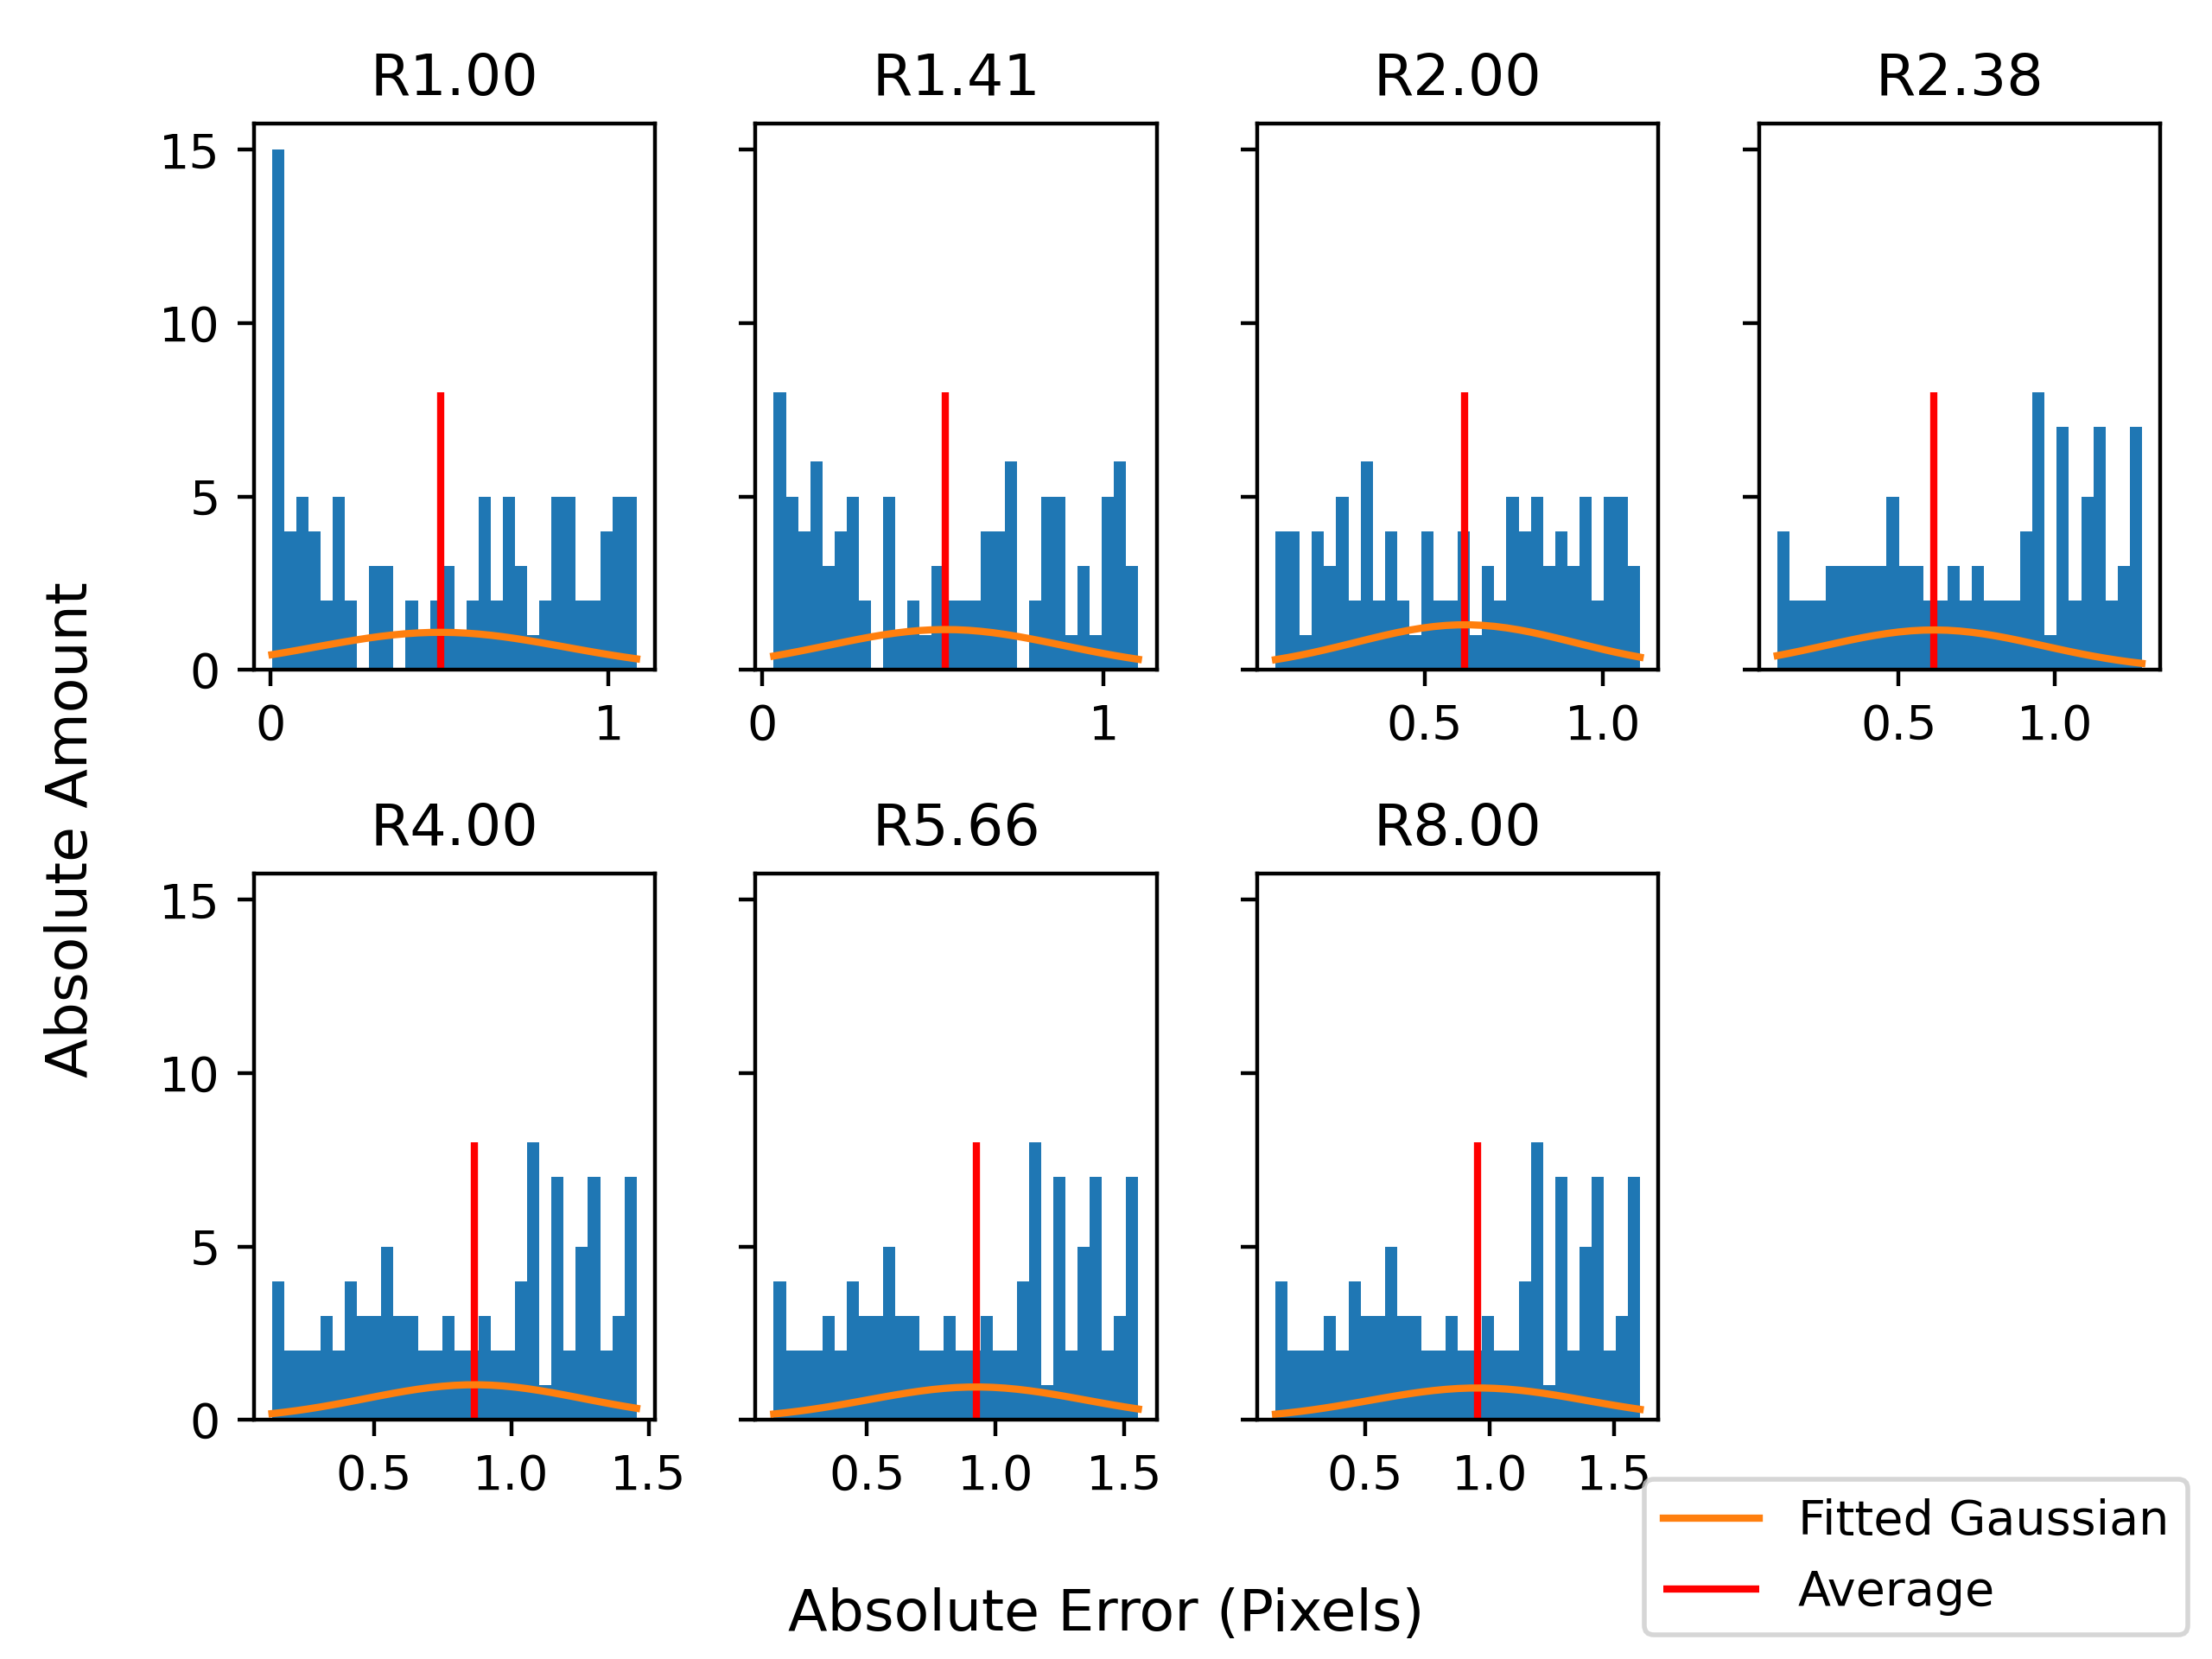 R1.00 R1.41 R2.00 R2.38
15
10
5
0
0 1 0 1 0.5 1.0 0.5 1.0
Absolute Amount
R4.00 R5.66 R8.00
15
10
5
0
0.5 1.0 1.5 0.5 1.0 1.5 0.5 1.0 1.5
Fitted Gaussian
Average
Absolute Error (Pixels)